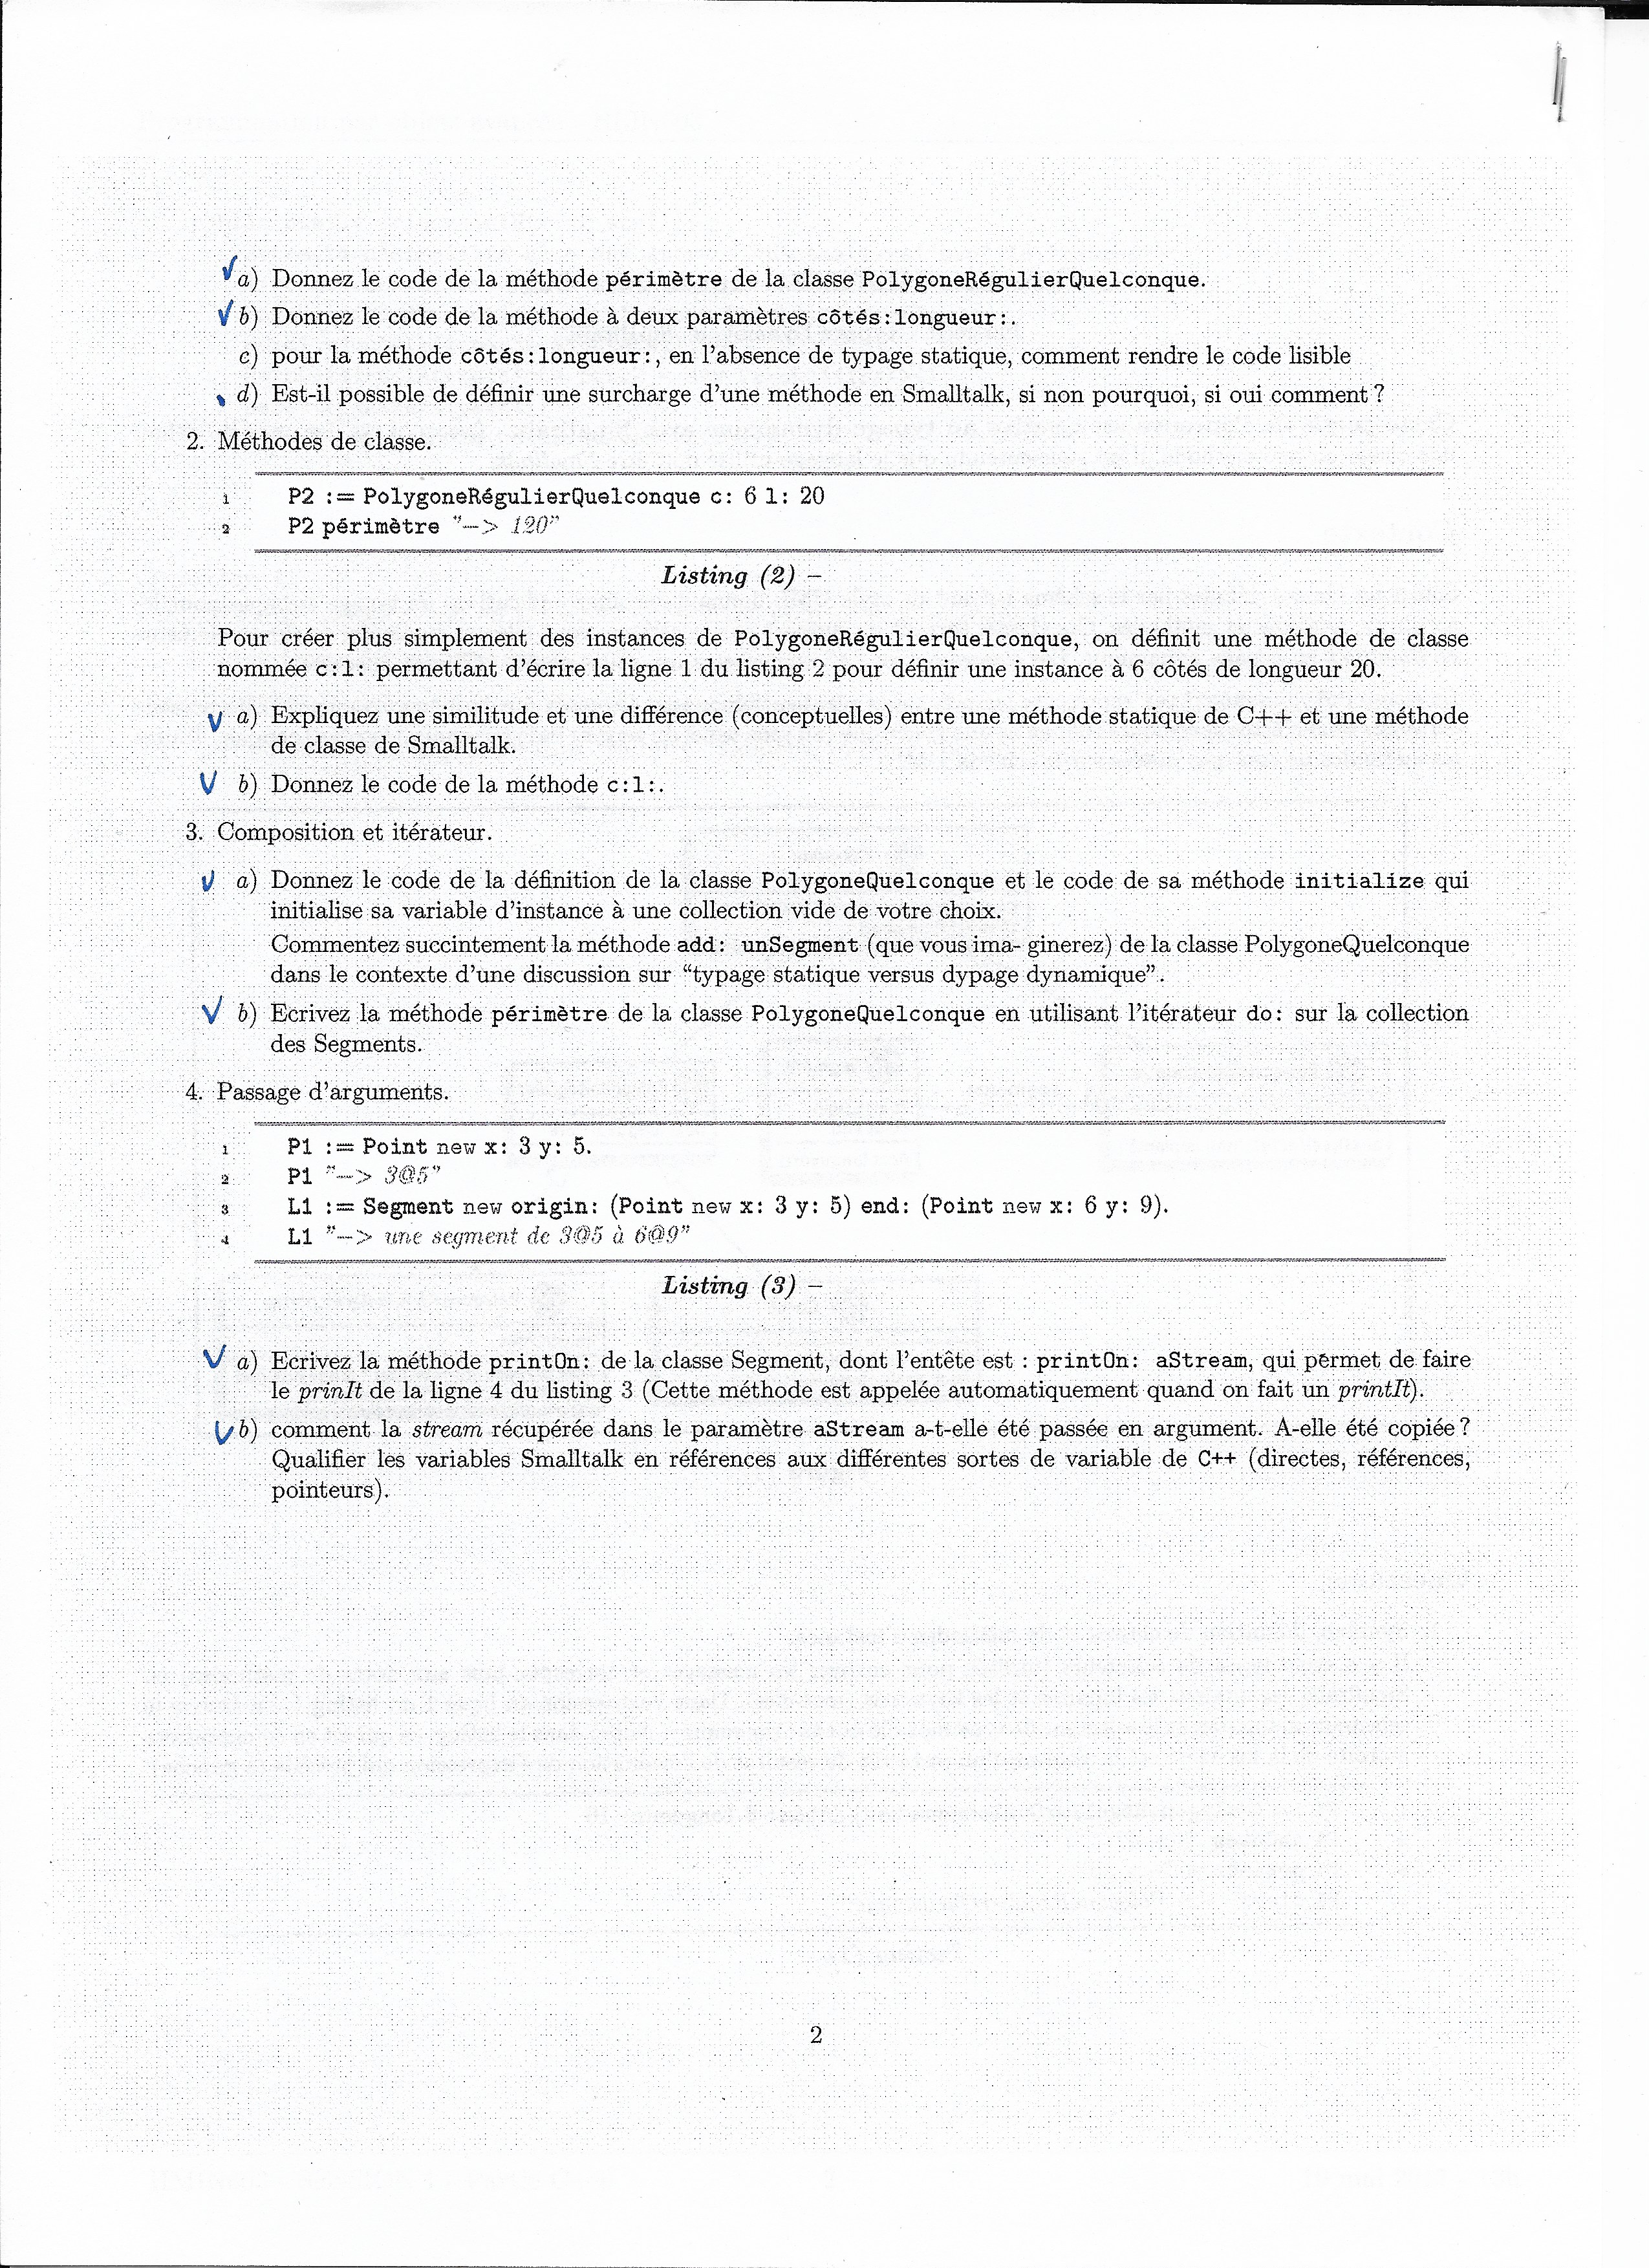 a) Donnez le code de la méthode périmètre de la classe PolygoneRégulierQuelconque.
b) Donnez le code de la méthode à deux paramètres côtés:longueur:.
c) pour la méthode côtés:longueur:, en l'absence de typage statique, comment rendre le code lisible
d) Est-il possible de définir une surcharge d'une méthode en Smalltalk, si non pourquoi, si oui comment ?
2. Méthodes de classe.
1 P2 := PolygoneRégulierQuelconque c: 6 l: 20
2 P2 périmètre "—> 120"
Listing (2) –
Pour créer plus simplement des instances de PolygoneRégulierQuelconque, on définit une méthode de classe
nommée c:l: permettant d'écrire la ligne 1 du listing 2 pour définir une instance à 6 côtés de longueur 20.
a) Expliquez une similitude et une différence (conceptuelles) entre une méthode statique de C++ et une méthode
de classe de Smalltalk.
b) Donnez le code de la méthode c:l:.
3. Composition et itérateur.
a) Donnez le code de la définition de la classe PolygoneQuelconque et le code de sa méthode initialize qui
initialise sa variable d'instance à une collection vide de votre choix.
Commentez succintement la méthode add: unSegment (que vous ima- ginerez) de la classe PolygoneQuelconque
dans le contexte d'une discussion sur "typage statique versus dypage dynamique".
b) Ecrivez la méthode périmètre de la classe PolygoneQuelconque en utilisant l'itérateur do: sur la collection
des Segments.
4. Passage d'arguments.
1 P1 := Point new x: 3 y: 5.
2 P1 "—> 3@5"
3 L1 := Segment new origin: (Point new x: 3 y: 5) end: (Point new x: 6 y: 9).
4 L1 "—> une segment de 3@5 à 6@9"
Listing (3) –
a) Ecrivez la méthode printOn: de la classe Segment, dont l'entête est : printOn: aStream, qui permet de faire
le prinIt de la ligne 4 du listing 3 (Cette méthode est appelée automatiquement quand on fait un printIt).
b) comment la stream récupérée dans le paramètre aStream a-t-elle été passée en argument. A-elle été copiée ?
Qualifier les variables Smalltalk en références aux différentes sortes de variable de C++ (directes, références,
pointeurs).
2